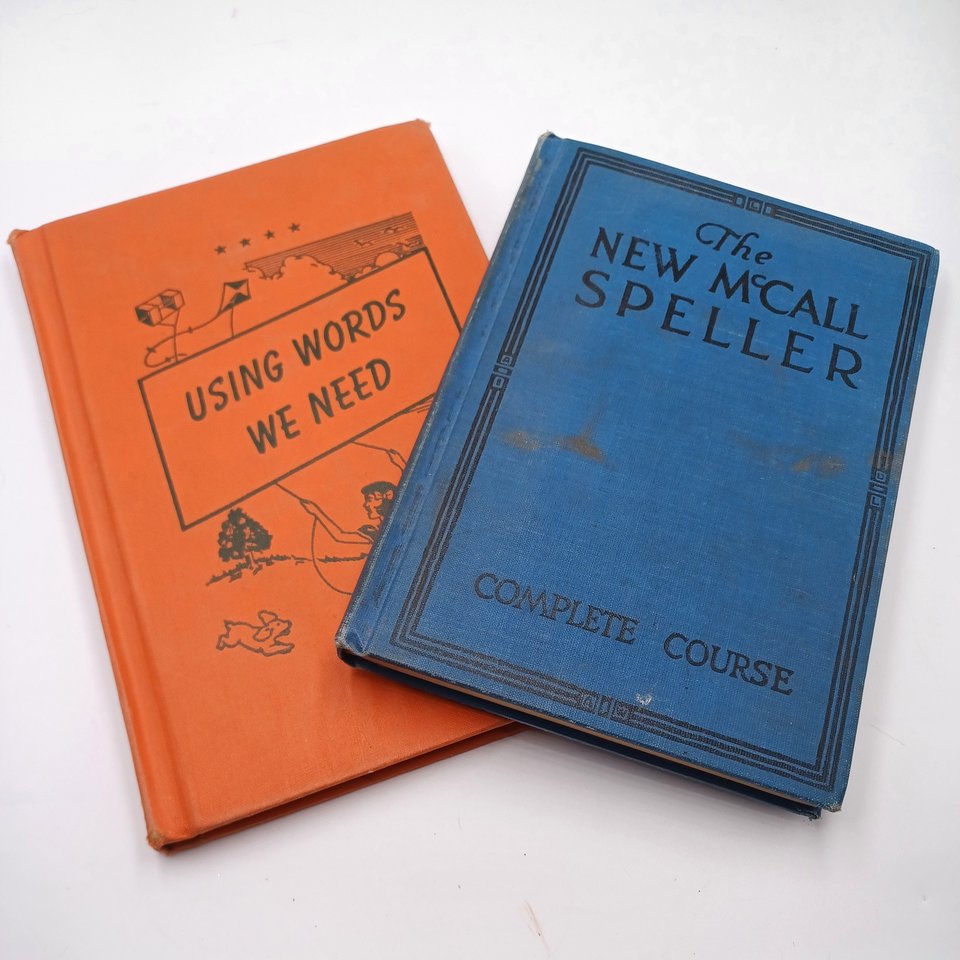 USING WORDS
WE NEED
The
NEW McCALL
SPELLER
COMPLETE COURSE